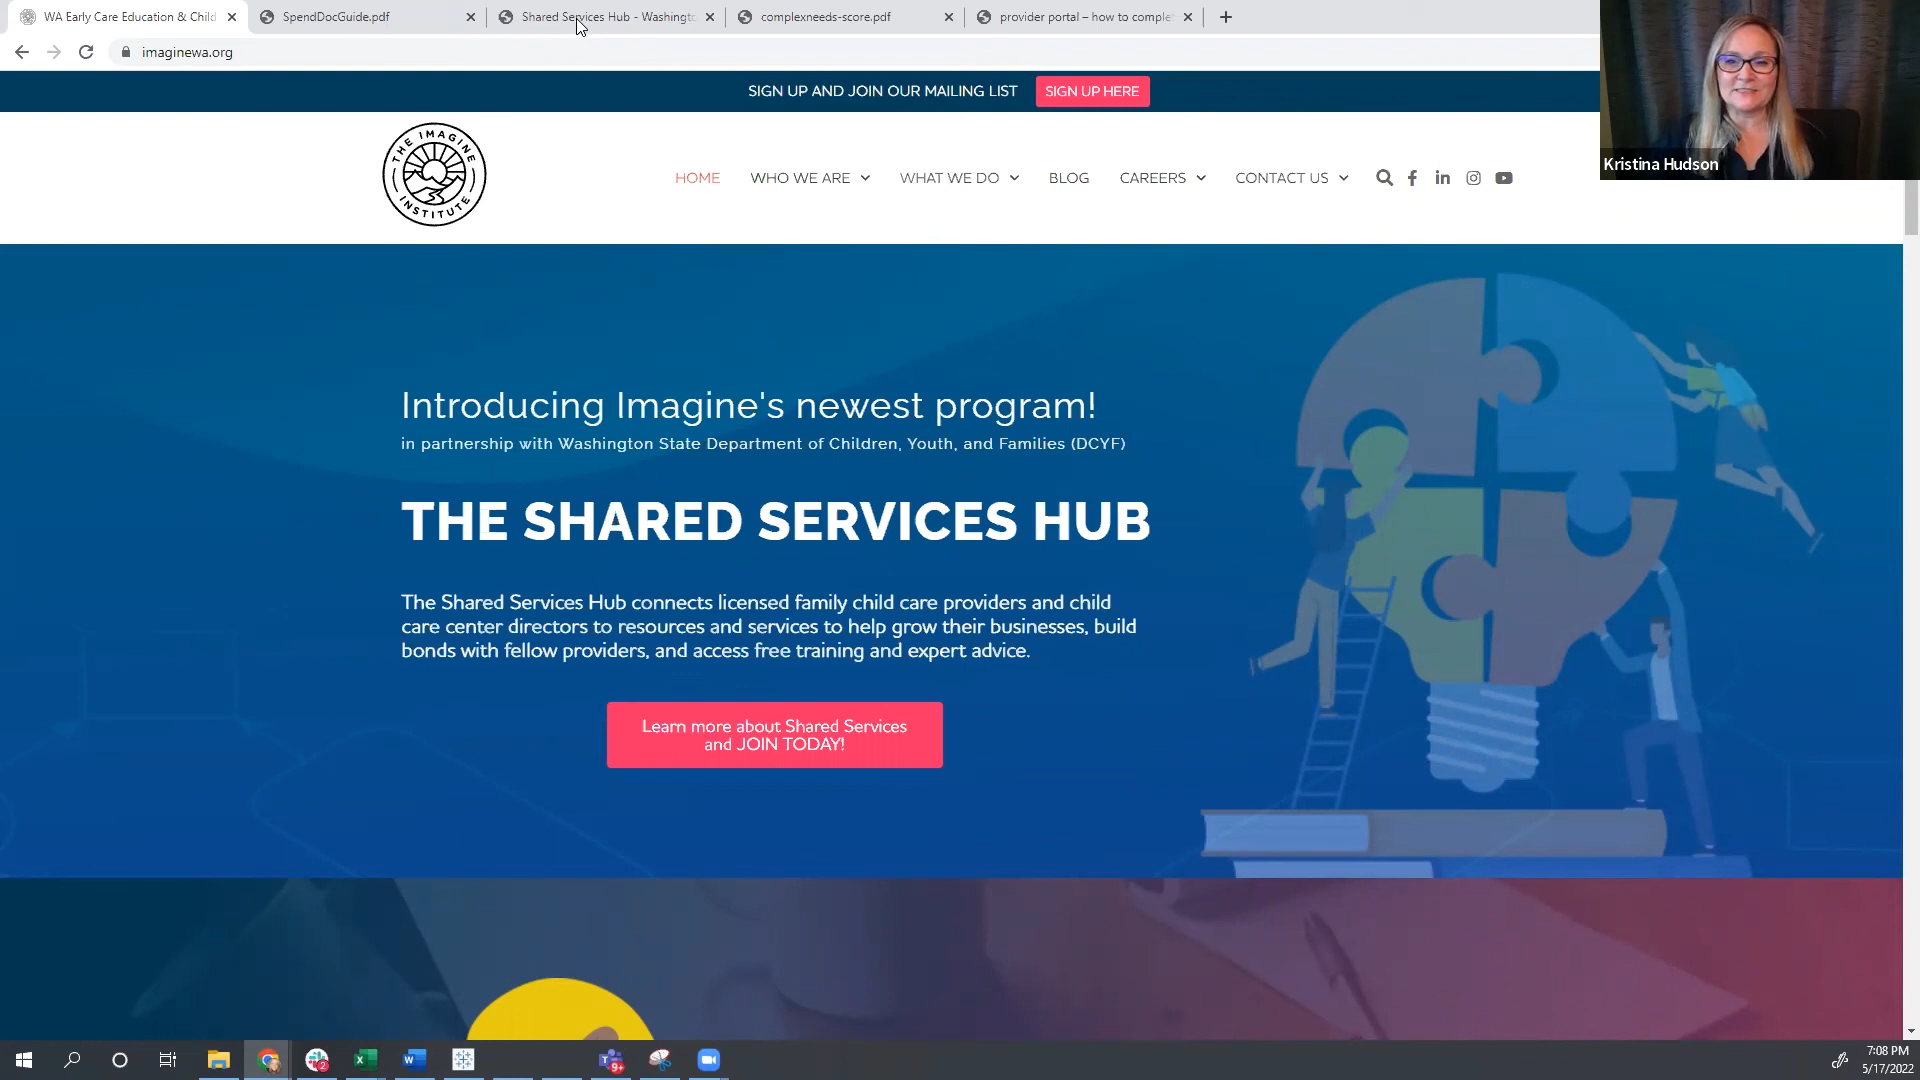 WA Early Care Education & Child
SpendDocGuide.pdf
Shared Services Hub - Washingt
complexneeds-score.pdf
provider portal – how to comple
imaginewa.org
SIGN UP AND JOIN OUR MAILING LIST
SIGN UP HERE
THE IMAGINE
INSTITUTE
HOME
WHO WE ARE
WHAT WE DO
BLOG
CAREERS
CONTACT US
Kristina Hudson
Introducing Imagine's newest program!
in partnership with Washington State Department of Children, Youth, and Families (DCYF)
THE SHARED SERVICES HUB
The Shared Services Hub connects licensed family child care providers and child
care center directors to resources and services to help grow their businesses, build
bonds with fellow providers, and access free training and expert advice.
Learn more about Shared Services
and JOIN TODAY!
2
9+
7:08 PM
5/17/2022